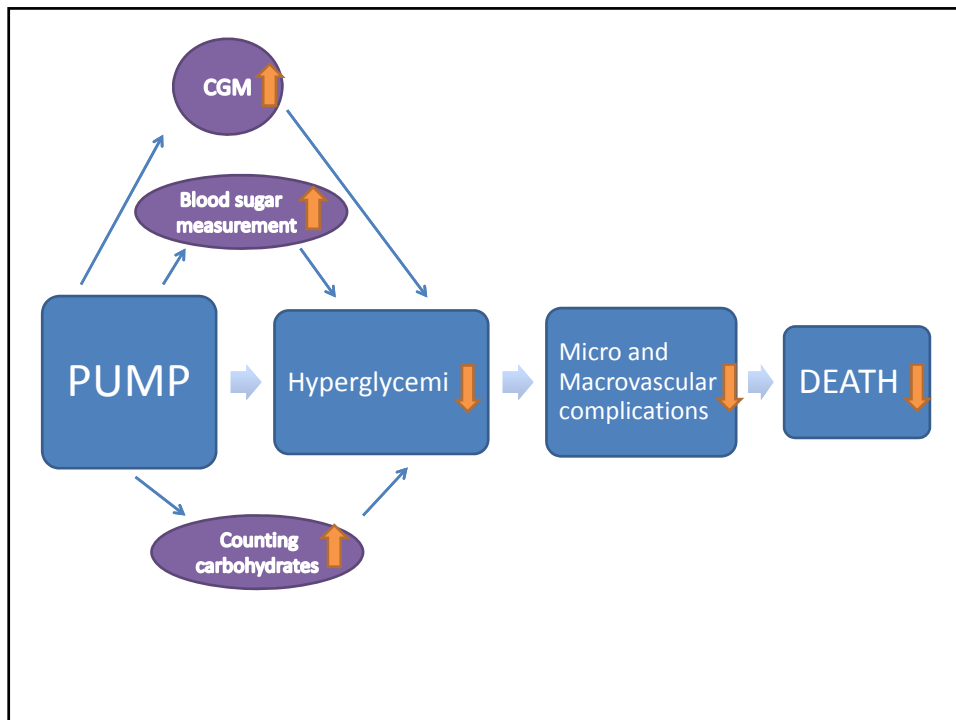 CGM
Blood sugar
measurement
PUMP
Hyperglycemi
Micro and
Macrovascular
complications
DEATH
Counting
carbohydrates